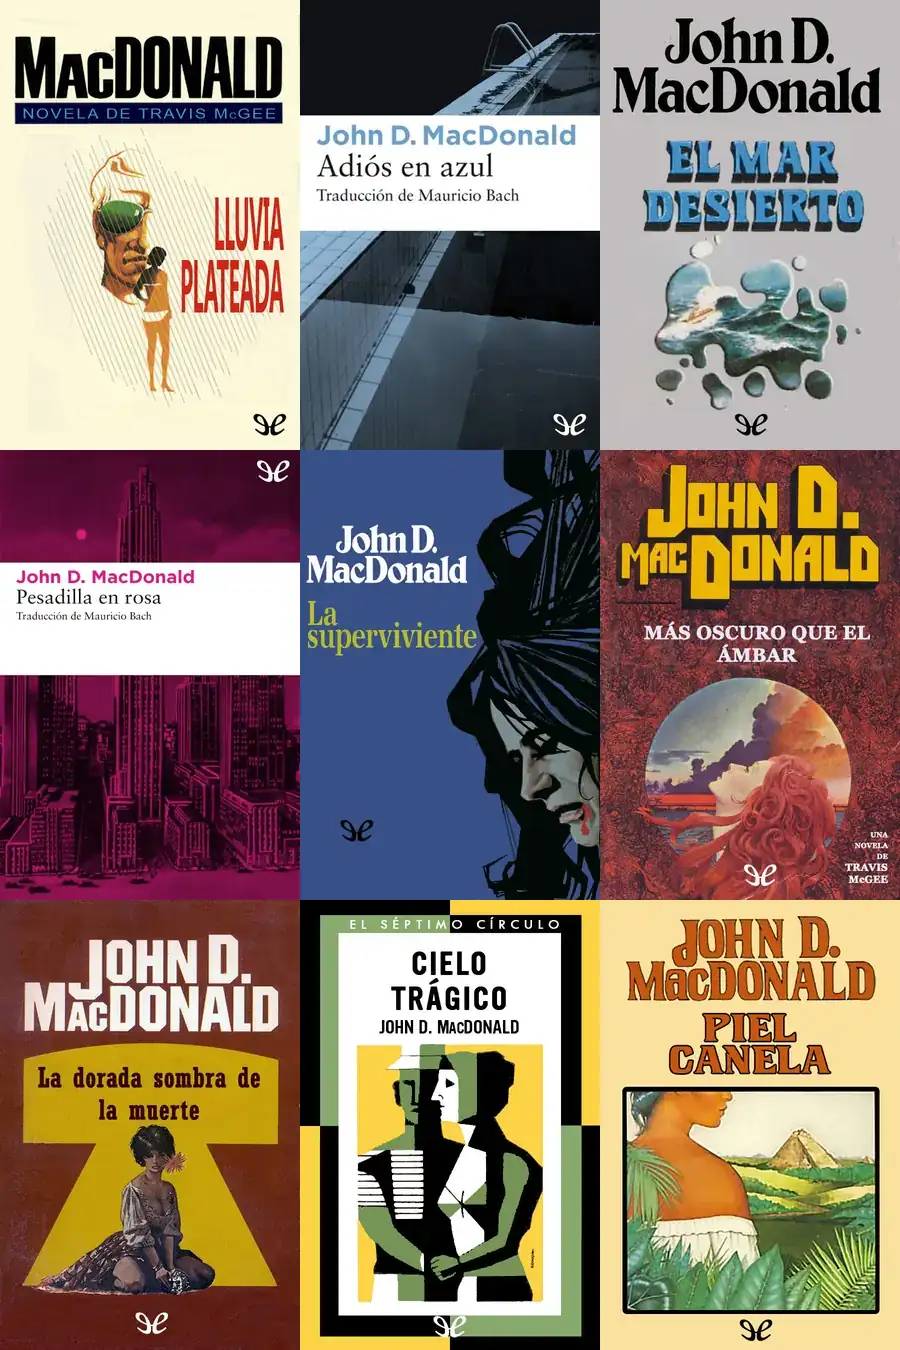 MACDONALD
NOVELA DE TRAVIS McGEE
LLUVIA
PLATEADA
John D. MacDonald
Adiós en azul
Traducción de Mauricio Bach
John D.
MacDonald
EL MAR
DESIERTO
John D. MacDonald
Pesadilla en rosa
Traducción de Mauricio Bach
John D.
MacDonald
La
superviviente
JOHN D.
MACDONALD
MÁS OSCURO QUE EL
ÁMBAR
UNA
NOVELA
DE
TRAVIS
McGEE
JOHN D.
MACDONALD
La dorada sombra de
la muerte
EL SÉPTIMO CÍRCULO
CIELO
TRÁGICO
JOHN D. MACDONALD
JOHN D.
MacDONALD
PIEL
CANELA